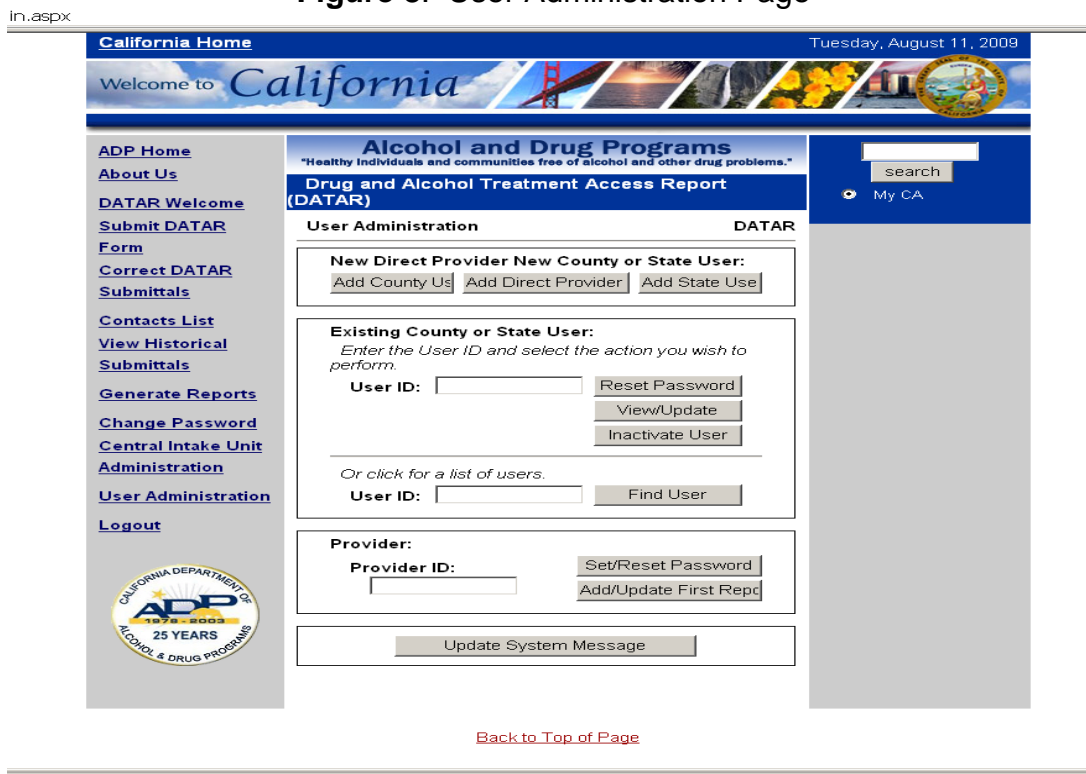 in.aspx
User Administration Page
California Home
Tuesday, August 11, 2009
Welcome to California
ADP Home
About Us
DATAR Welcome
Submit DATAR
Form
Correct DATAR
Submittals
Contacts List
View Historical
Submittals
Generate Reports
Change Password
Central Intake Unit
Administration
User Administration
Logout
CALIFORNIA DEPARTMENT OF
ADP
1978 - 2003
25 YEARS
ALCOHOL & DRUG PROGRAMS
Alcohol and Drug Programs
"Healthy individuals and communities free of alcohol and other drug problems."
Drug and Alcohol Treatment Access Report
(DATAR)
User Administration DATAR
New Direct Provider New County or State User:
Add County Us Add Direct Provider Add State Use
Existing County or State User:
Enter the User ID and select the action you wish to
perform.
User ID: Reset Password
View/Update
Inactivate User
Or click for a list of users.
User ID: Find User
Provider:
Provider ID: Set/Reset Password
Add/Update First Repo
Update System Message
search
My CA
Back to Top of Page